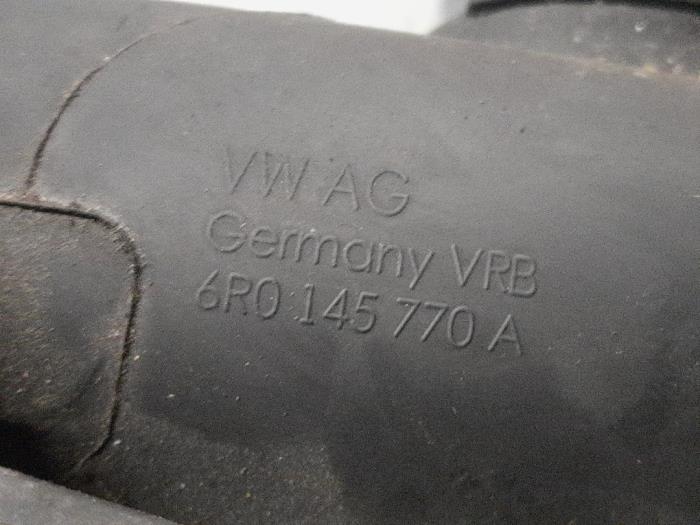 VW AG
Germany VRB
6R0 145 770 A